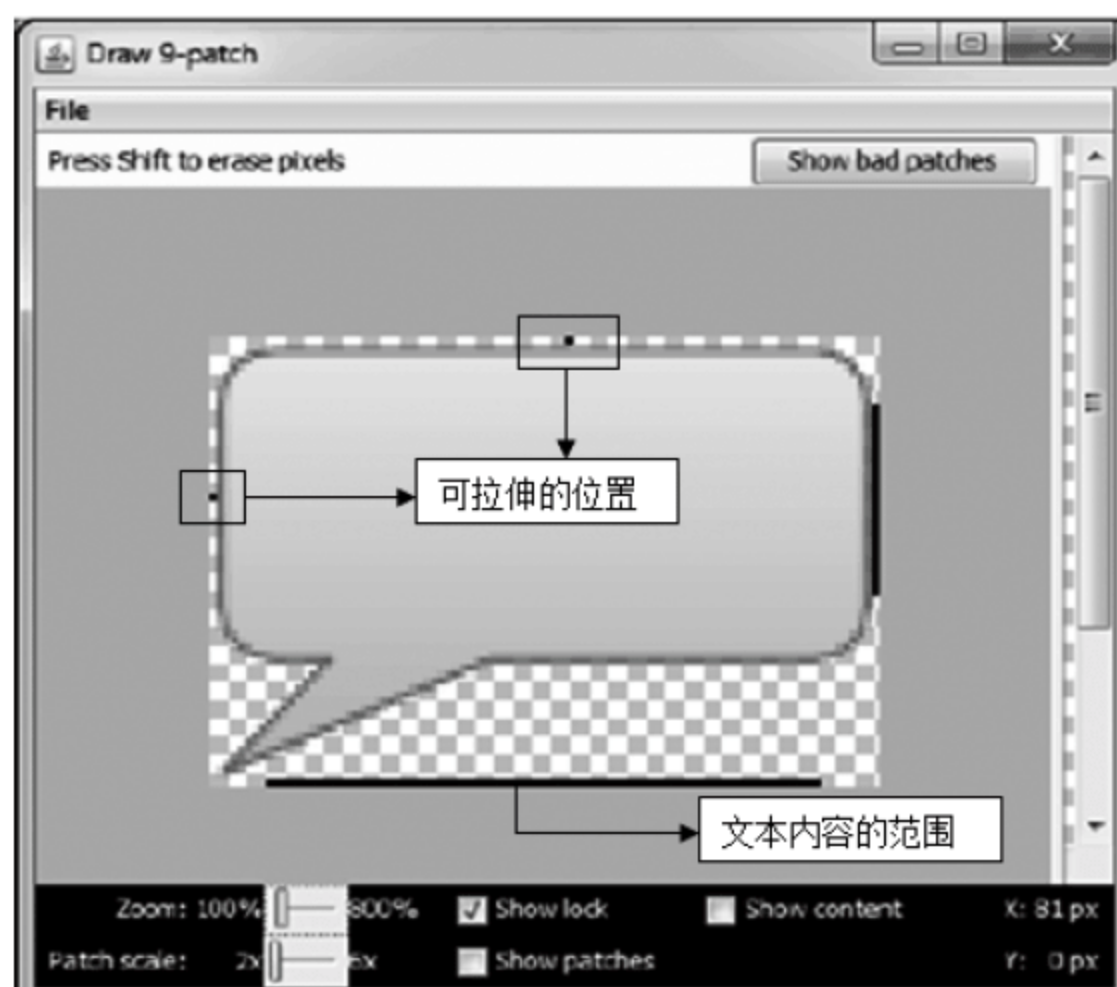 Draw 9-patch
File
Press Shift to erase pixels
Show bad patches
可拉伸的位置
文本内容的范围
Zoom: 100% 800% Show lock Show content X: 81 px
Patch scale: 2x 6x Show patches Y: 0 px